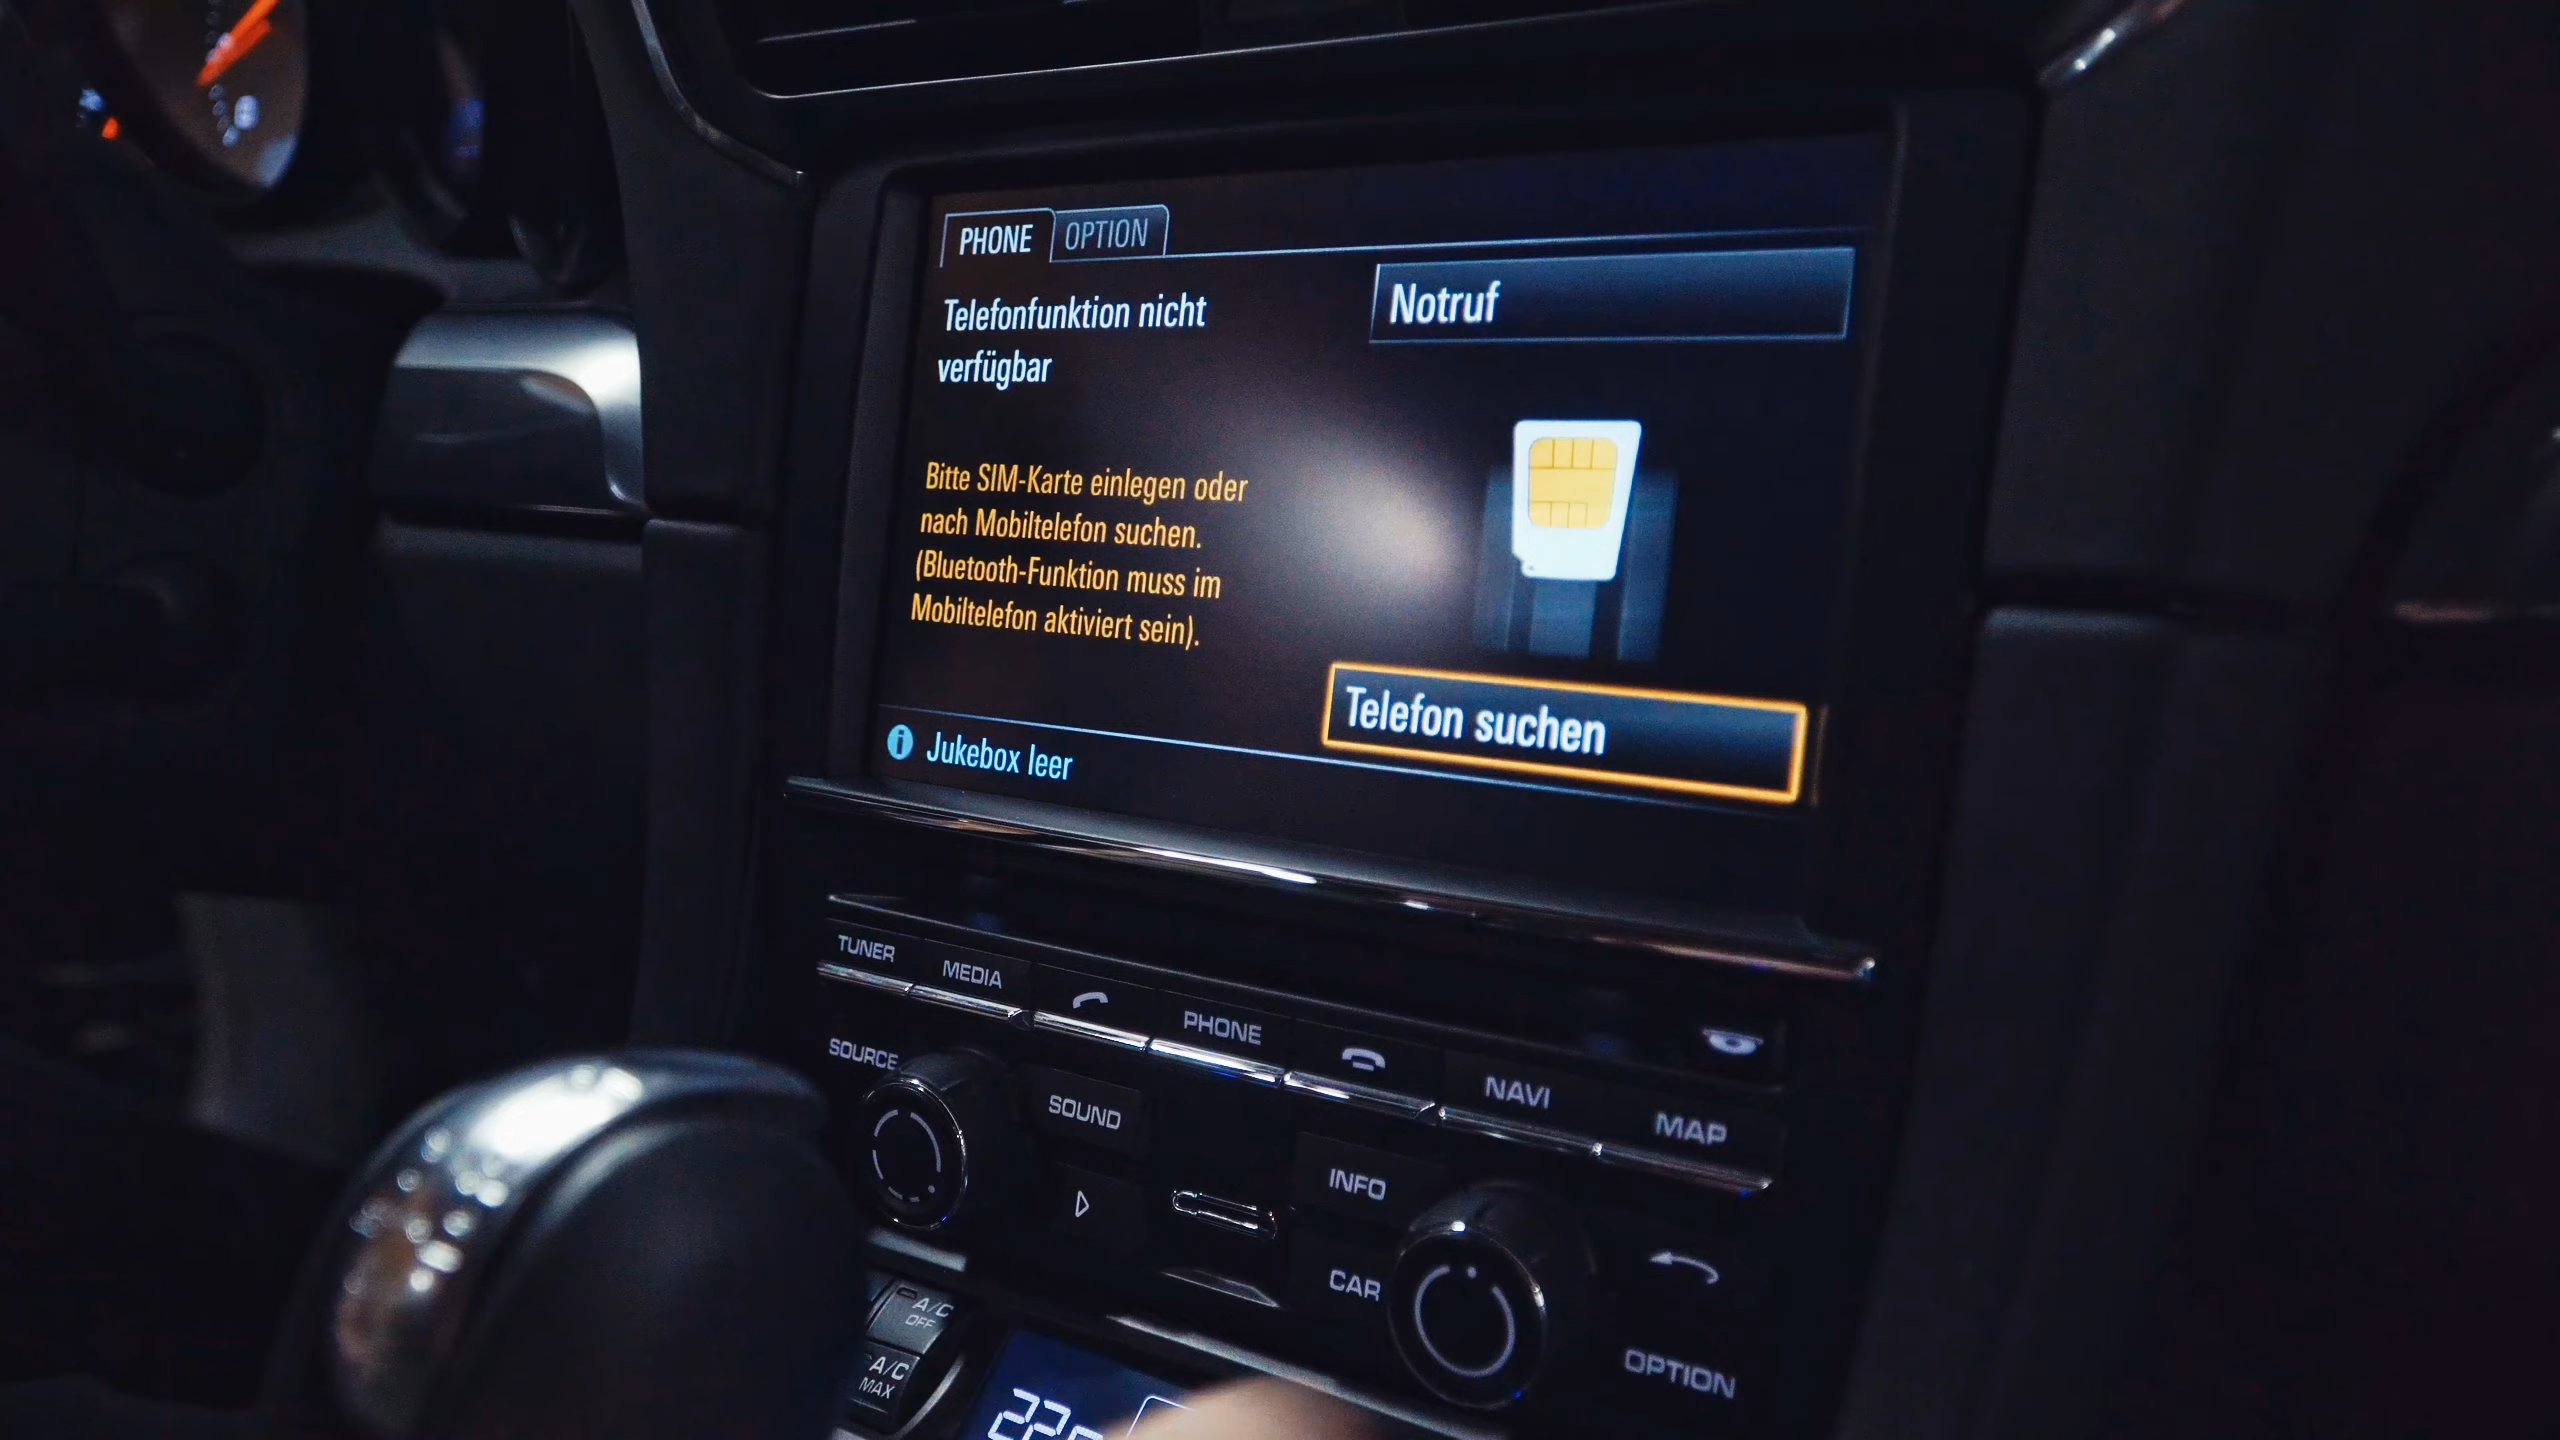 PHONE OPTION
Telefonfunktion nicht
verfügbar
Notruf
Bitte SIM-Karte einlegen oder
nach Mobiltelefon suchen.
(Bluetooth-Funktion muss im
Mobiltelefon aktiviert sein).
Telefon suchen
Jukebox leer
TUNER
MEDIA
PHONE
NAVI
MAP
SOURCE
SOUND
INFO
CAR
OPTION
A/C
OFF
A/C
MAX